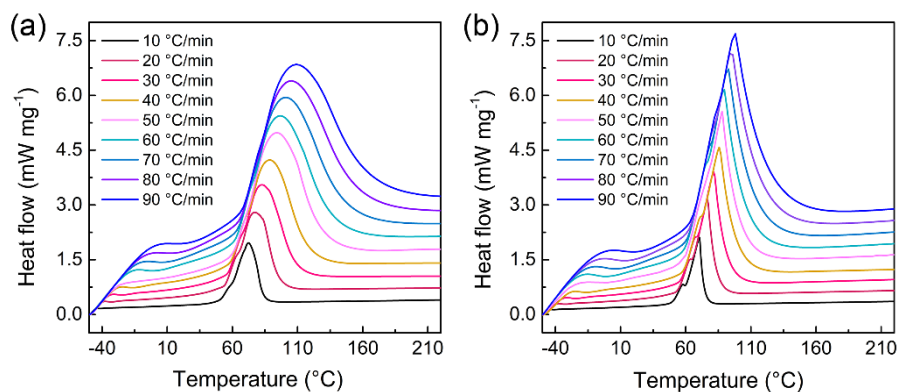 (a)
Heat flow (mW mg⁻¹)
7.5
6.0
4.5
3.0
1.5
0.0
10 °C/min
20 °C/min
30 °C/min
40 °C/min
50 °C/min
60 °C/min
70 °C/min
80 °C/min
90 °C/min
-40 10 60 110 160 210
Temperature (°C)
(b)
Heat flow (mW mg⁻¹)
7.5
6.0
4.5
3.0
1.5
0.0
10 °C/min
20 °C/min
30 °C/min
40 °C/min
50 °C/min
60 °C/min
70 °C/min
80 °C/min
90 °C/min
-40 10 60 110 160 210
Temperature (°C)